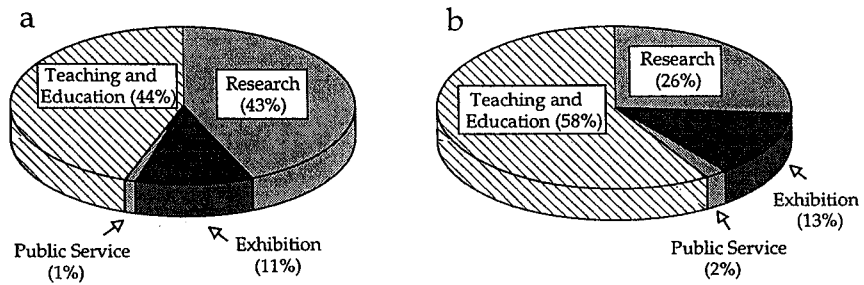 a
Teaching and
Education (44%)
Research
(43%)
Public Service
(1%)
Exhibition
(11%)
b
Research
(26%)
Teaching and
Education (58%)
Exhibition
(13%)
Public Service
(2%)